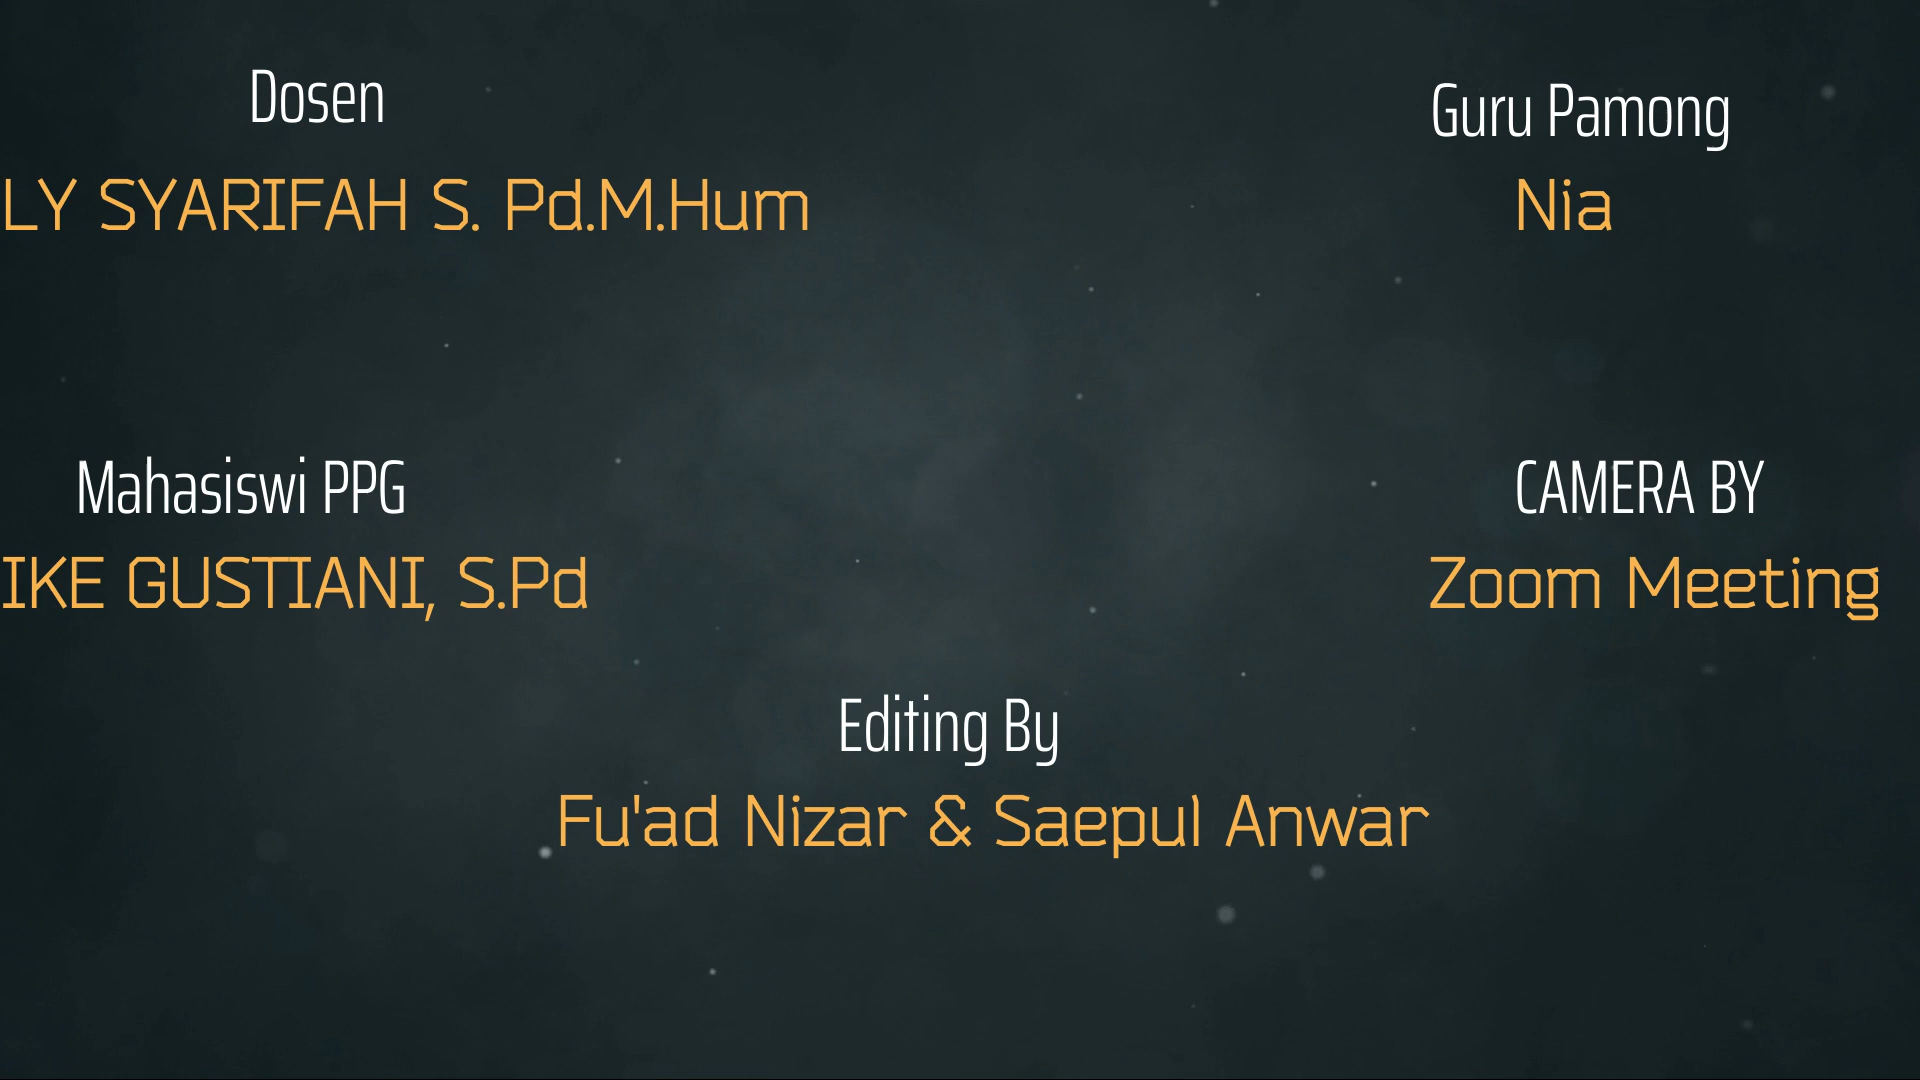 Dosen
LY SYARIFAH S. Pd.M.Hum
Guru Pamong
Nia
Mahasiswi PPG
IKE GUSTIANI, S.Pd
CAMERA BY
Zoom Meeting
Editing By
Fu'ad Nizar & Saepul Anwar